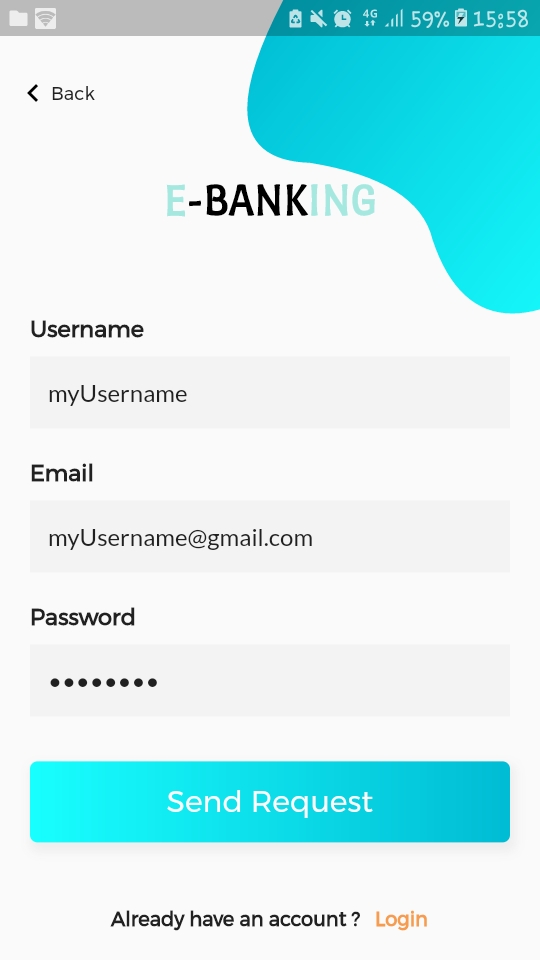 4G 59% 15:58
Back
E-BANKING
Username
myUsername
Email
myUsername@gmail.com
Password
••••••••
Send Request
Already have an account ? Login